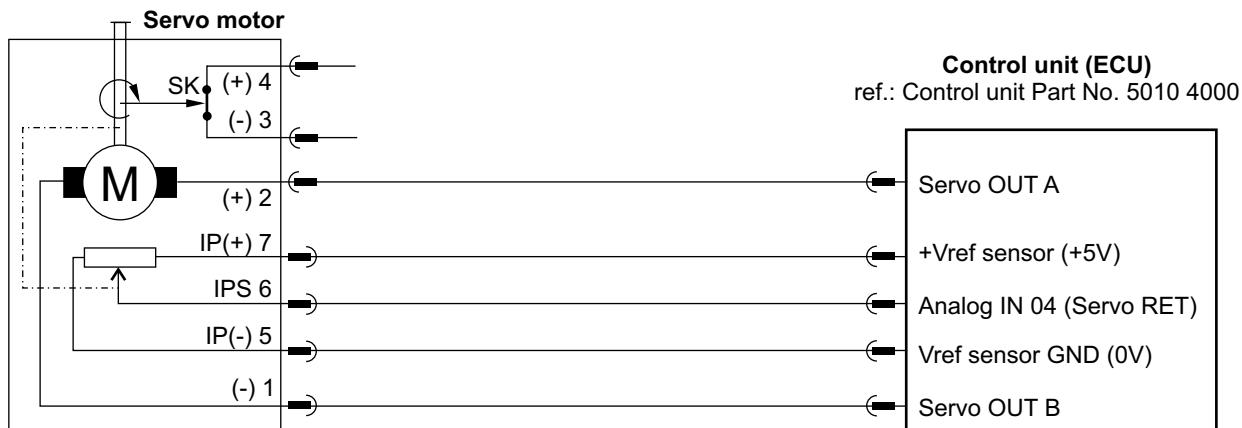 Servo motor
SK
(+) 4
(-) 3
M
(+) 2
IP(+) 7
IPS 6
IP(-) 5
(-) 1
Control unit (ECU)
ref.: Control unit Part No. 5010 4000
Servo OUT A
+Vref sensor (+5V)
Analog IN 04 (Servo RET)
Vref sensor GND (0V)
Servo OUT B